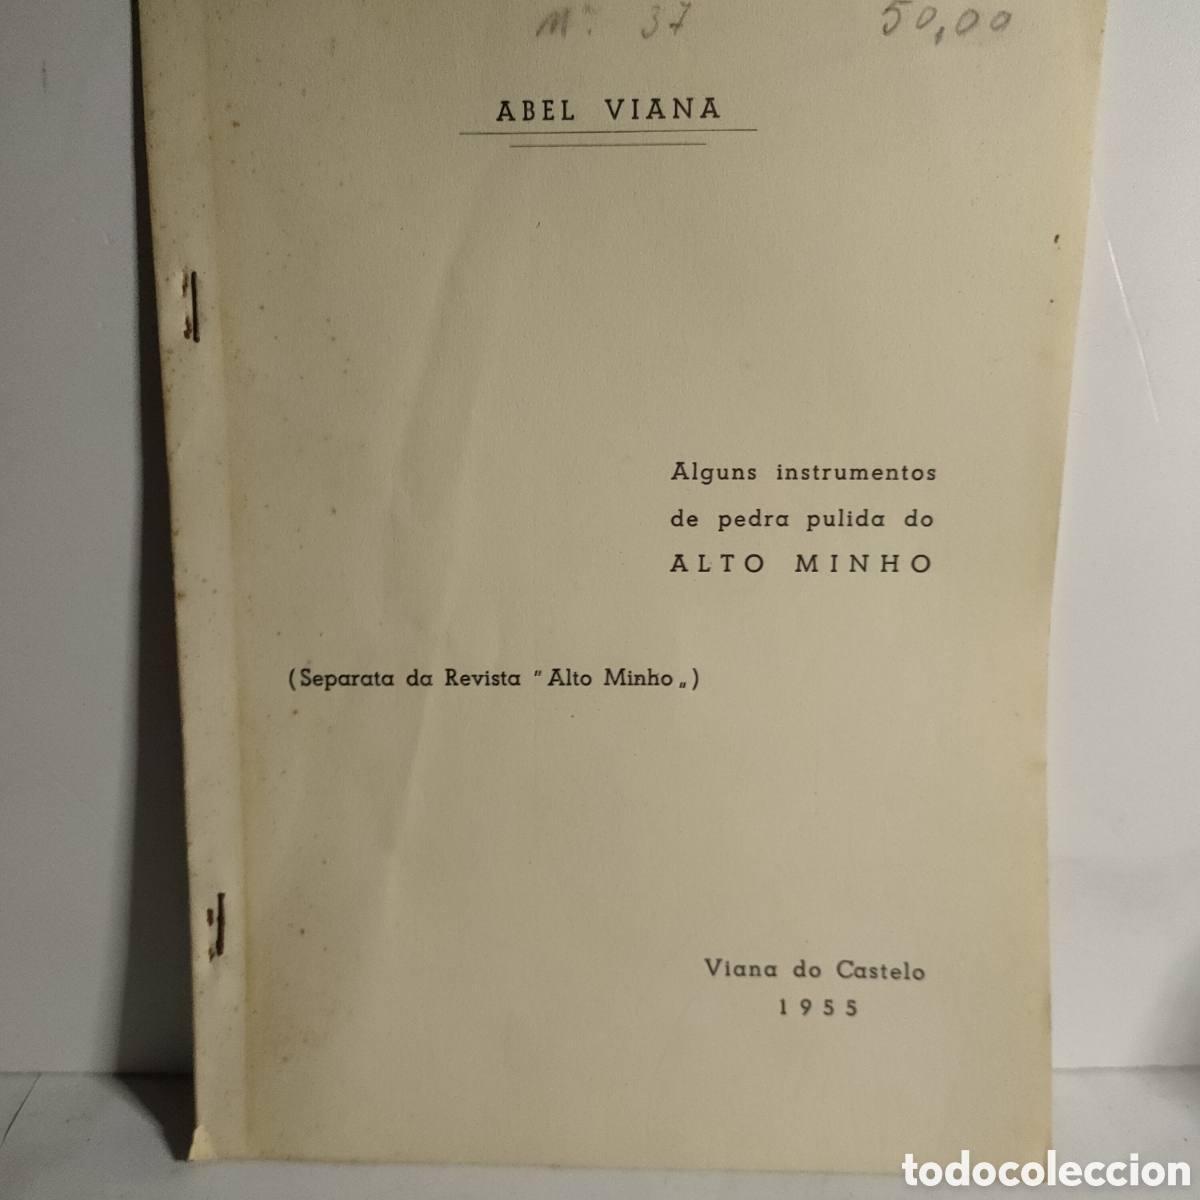 Mº 37 50,00
ABEL VIANA
Alguns instrumentos
de pedra pulida do
ALTO MINHO
(Separata da Revista "Alto Minho„)
Viana do Castelo
1955
todocoleccion